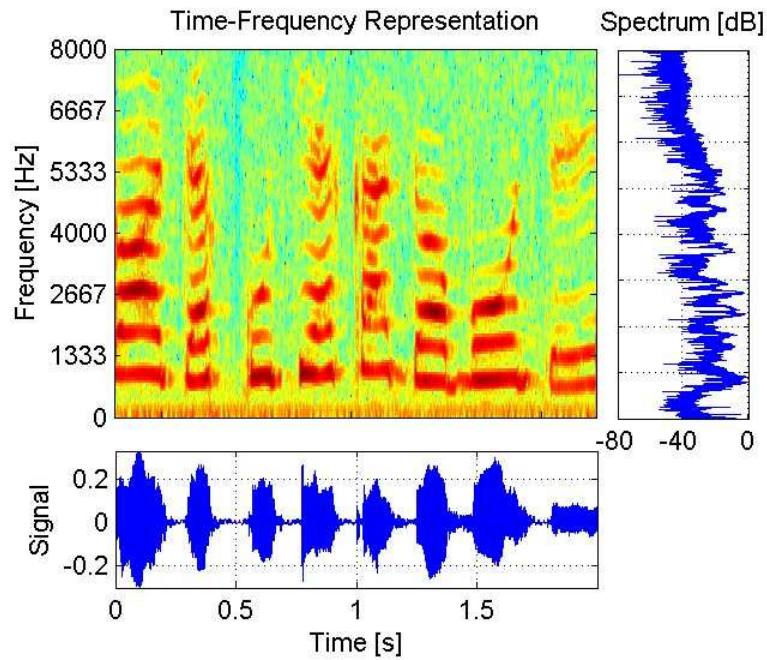 Time-Frequency Representation
Spectrum [dB]
8000
6667
5333
4000
2667
1333
0
Frequency [Hz]
-80 -40 0
0.2
0
-0.2
Signal
0 0.5 1 1.5
Time [s]